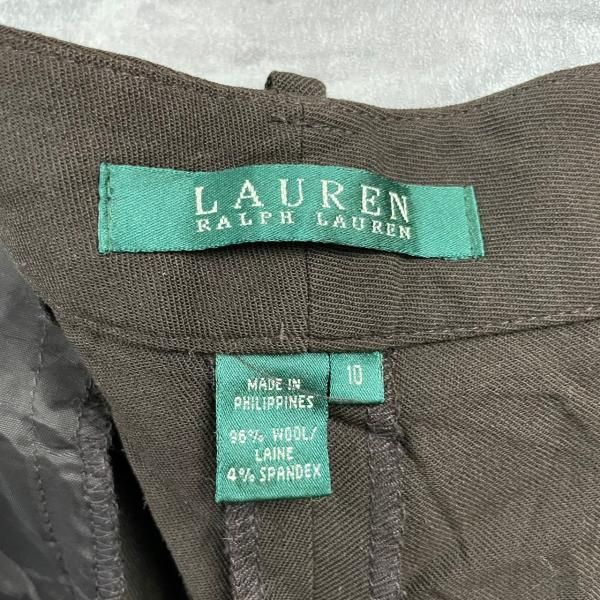 LAUREN
RALPH LAUREN
10
MADE IN
PHILIPPINES
96% WOOL/
LAINE
4% SPANDEX